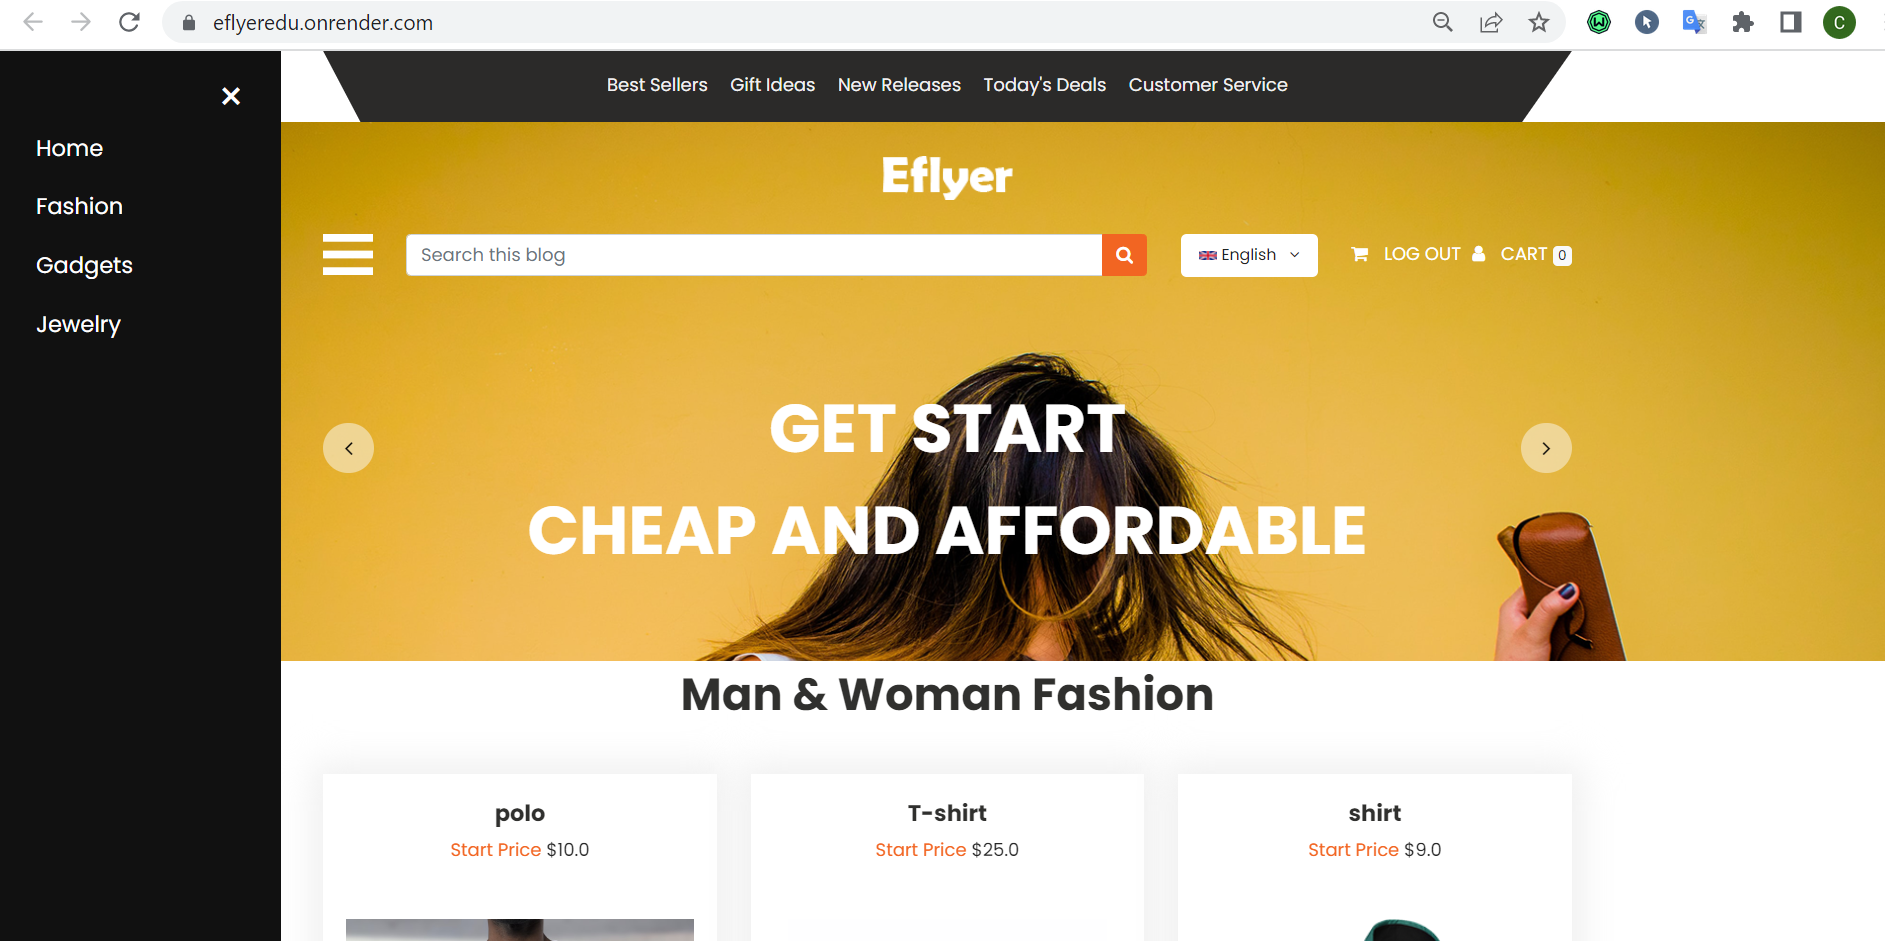 eflyeredu.onrender.com
C
Best Sellers Gift Ideas New Releases Today's Deals Customer Service
Home
Fashion
Gadgets
Jewelry
Eflyer
Search this blog
English
LOG OUT CART 0
GET START
CHEAP AND AFFORDABLE
Man & Woman Fashion
polo
Start Price $10.0
T-shirt
Start Price $25.0
shirt
Start Price $9.0